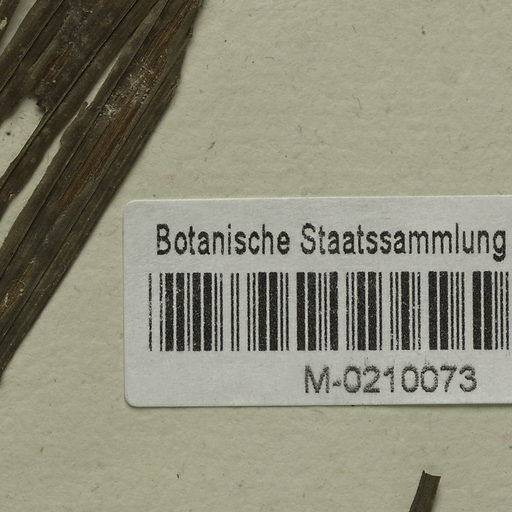 Botanische Staatssammlung
M-0210073